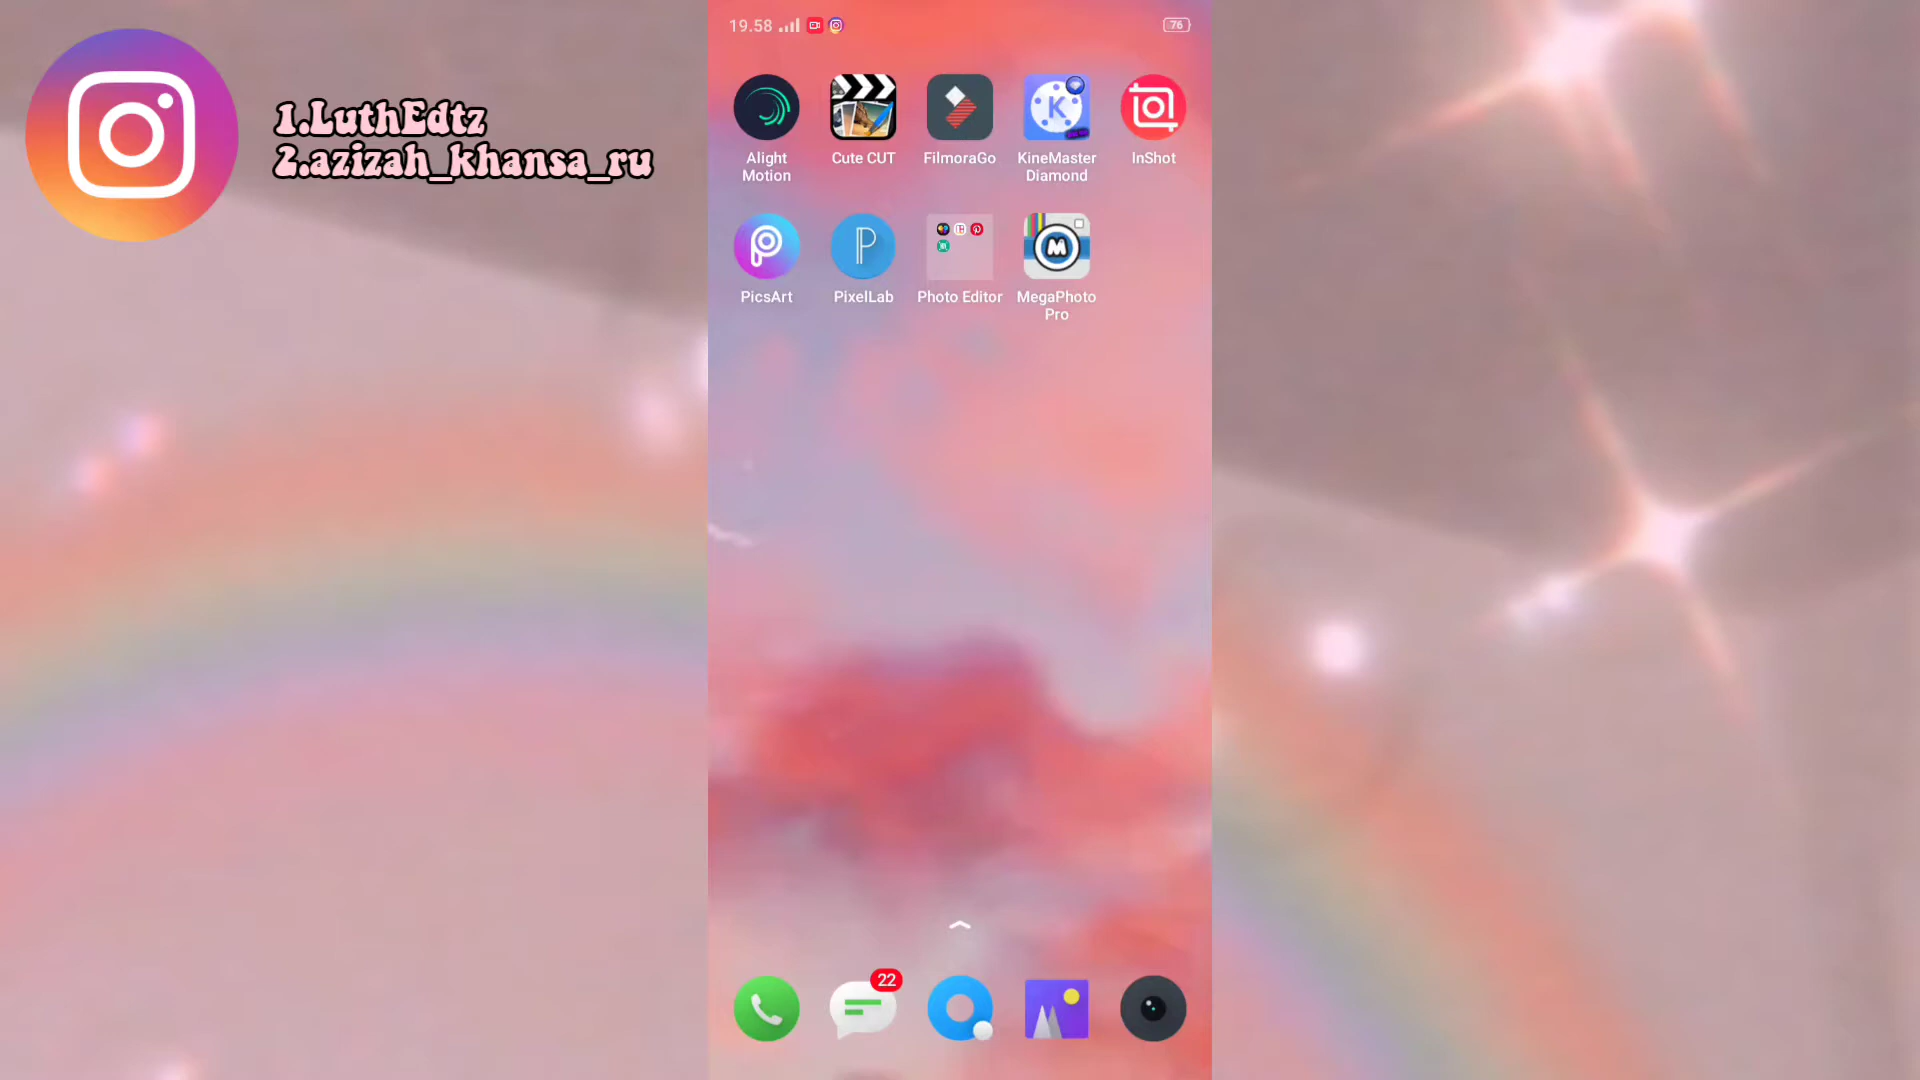 1.LuthEdtz
2.azizah_khansa_ru
19.58
76
Alight
Motion
Cute CUT
FilmoraGo
KineMaster
Diamond
InShot
PicsArt
PixelLab
Photo Editor
MegaPhoto
Pro
22